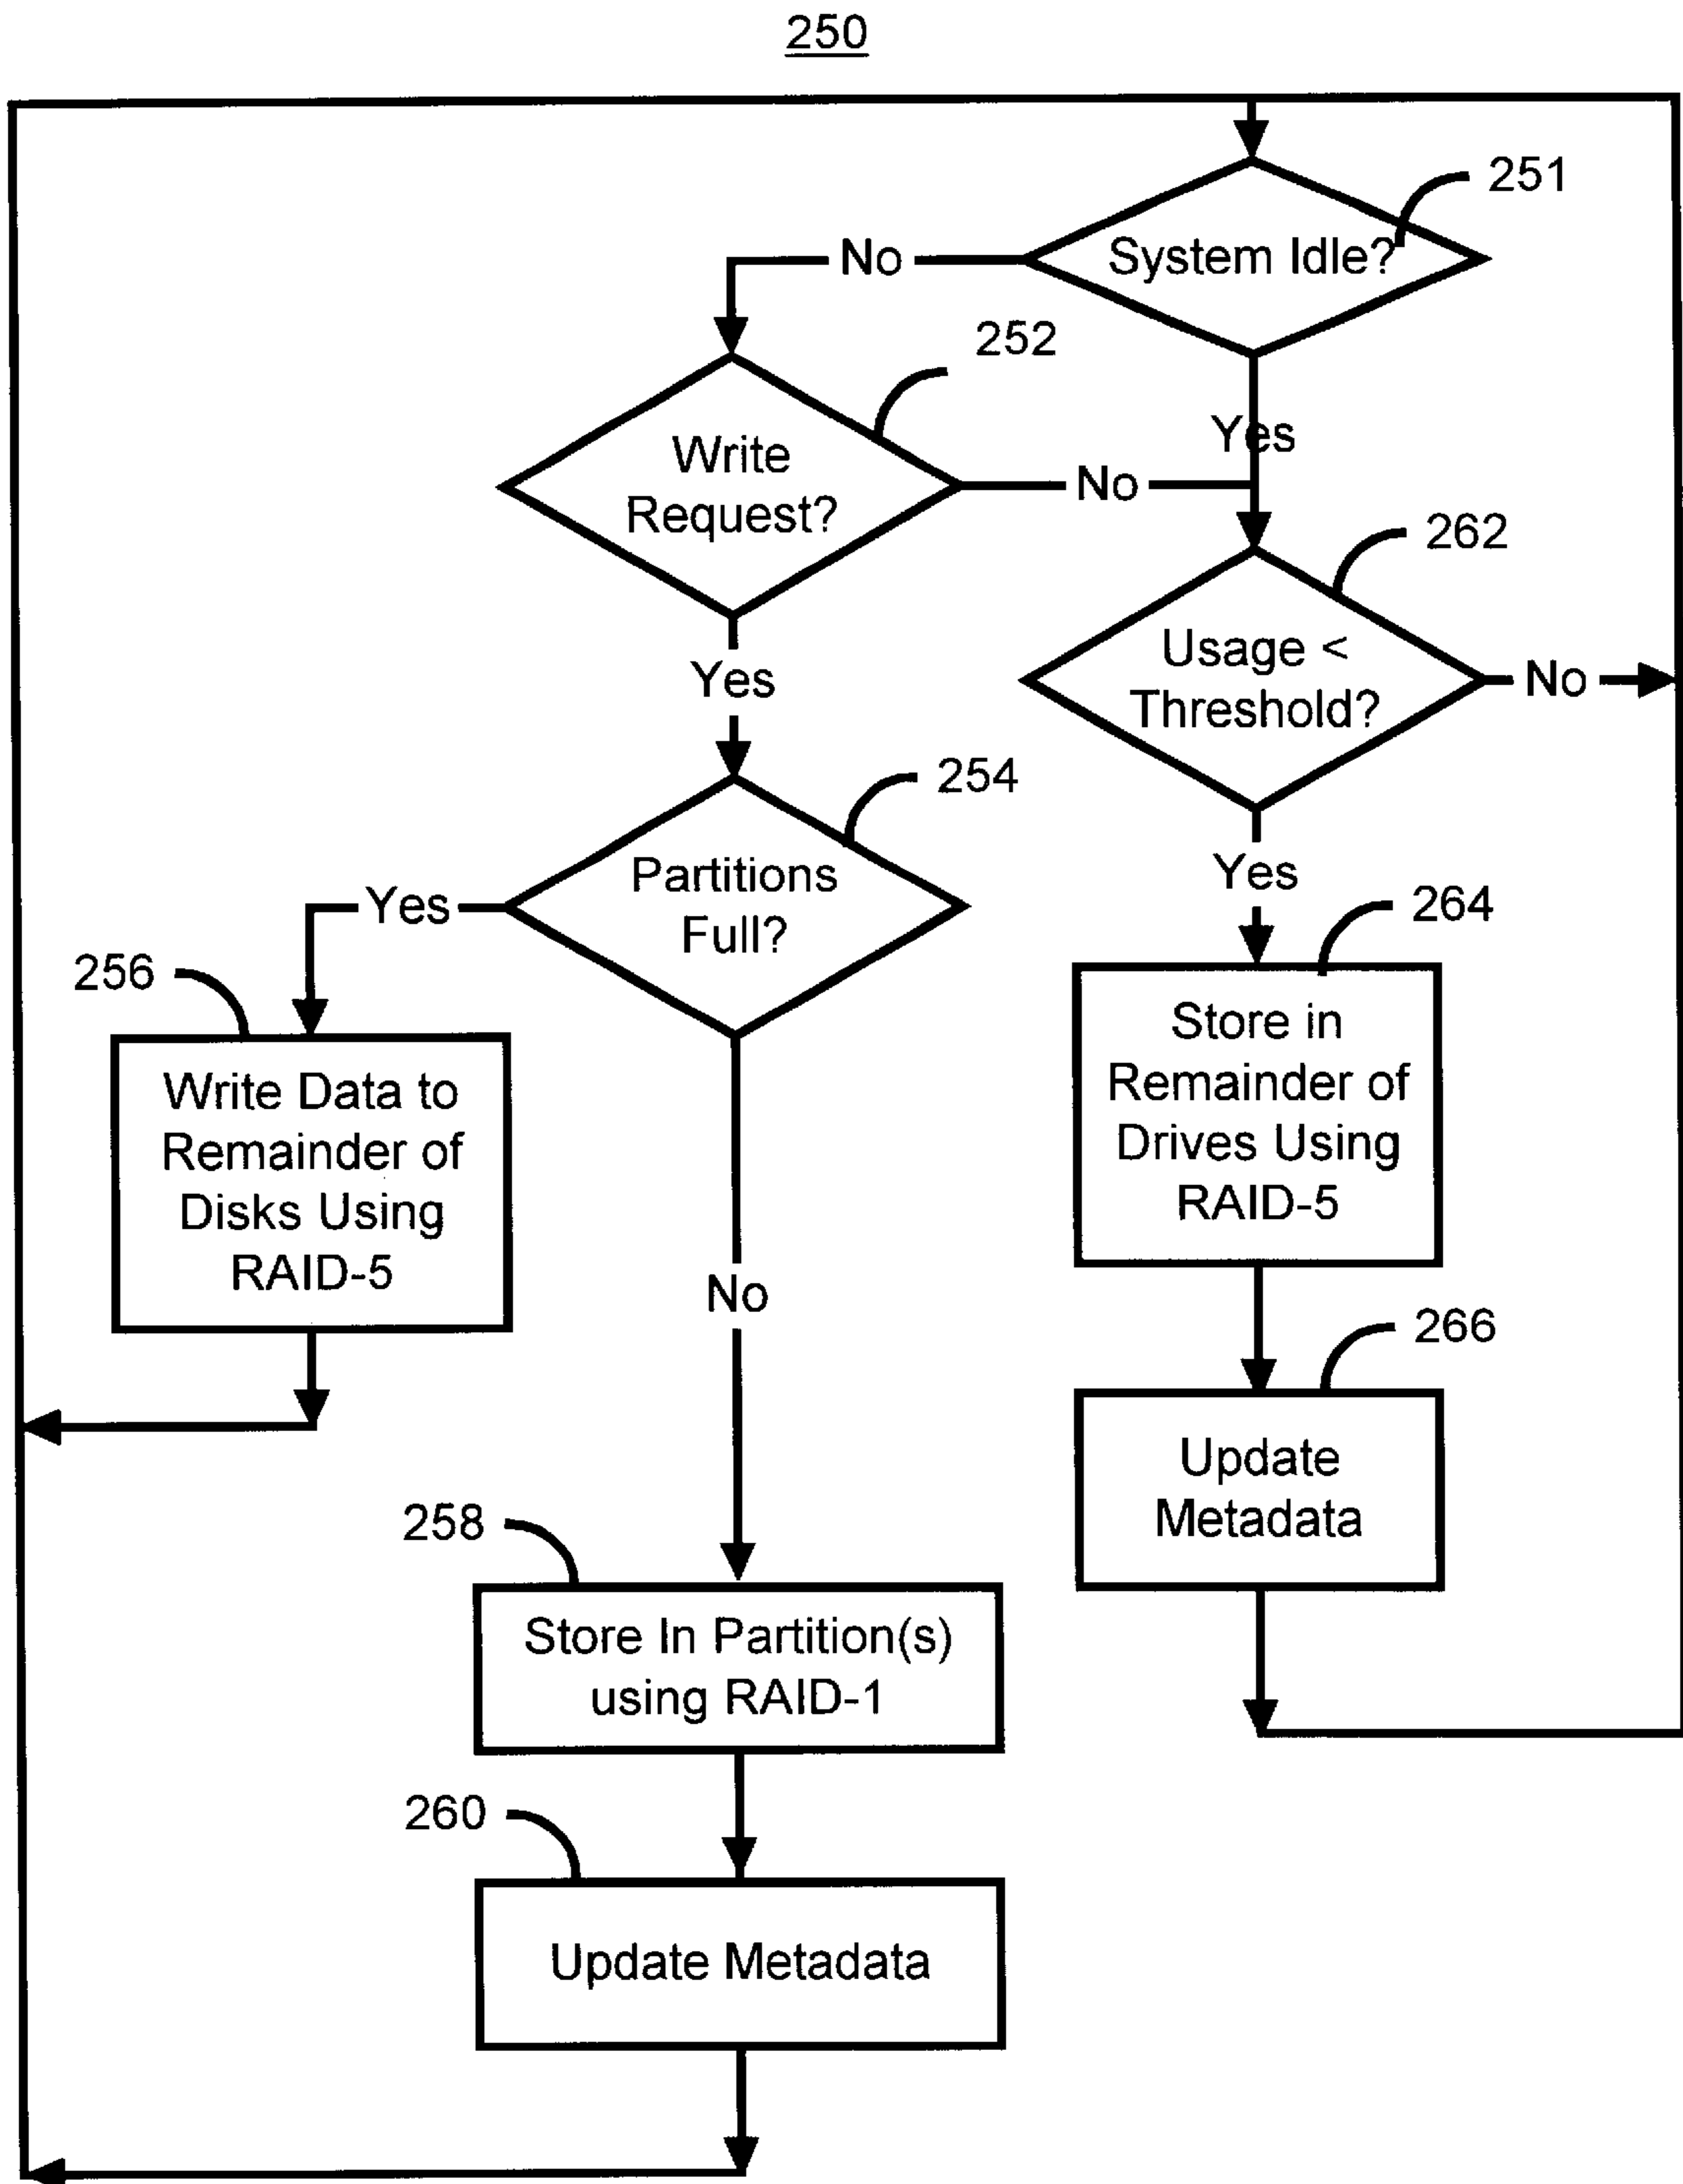 250
251
System Idle?
No
252
Yes
Write
Request?
No
262
Usage <
Threshold?
No
Yes
254
Partitions
Full?
Yes
Yes
264
256
Write Data to
Remainder of
Disks Using
RAID-5
Store in
Remainder of
Drives Using
RAID-5
No
266
Update
Metadata
258
Store In Partition(s)
using RAID-1
260
Update Metadata